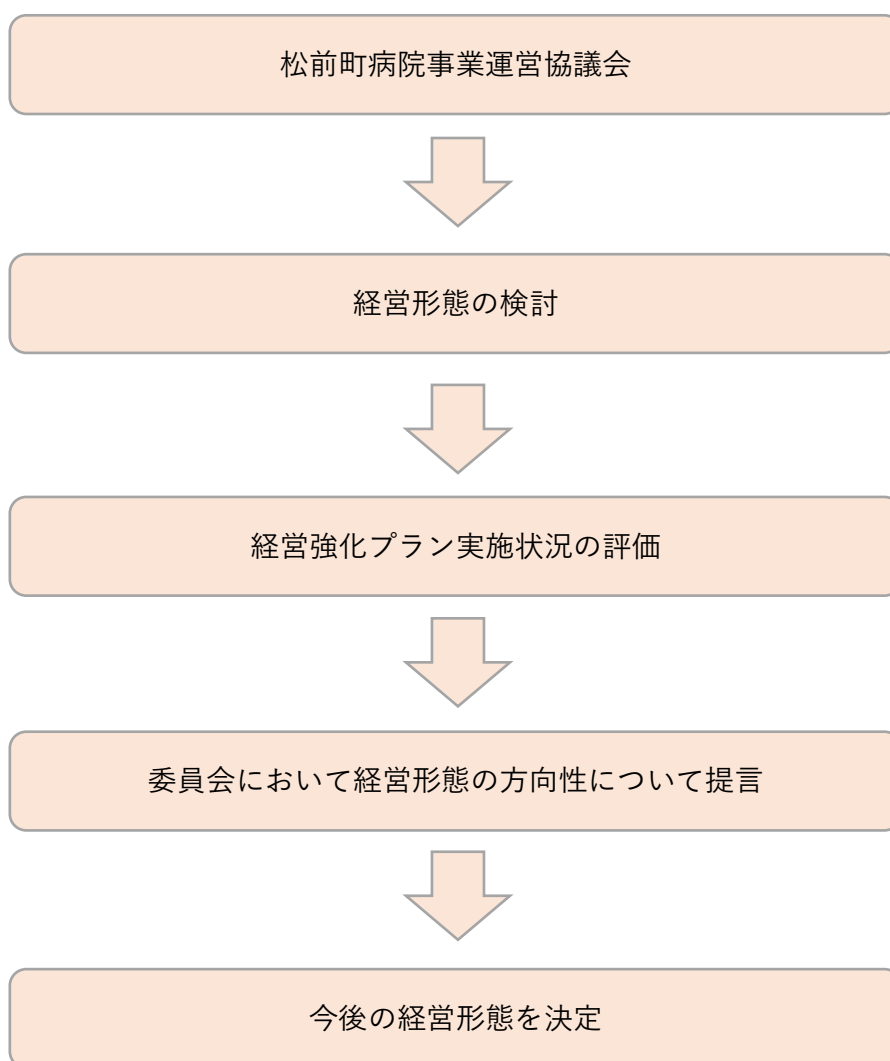 松前町病院事業運営協議会
経営形態の検討
経営強化プラン実施状況の評価
委員会において経営形態の方向性について提言
今後の経営形態を決定